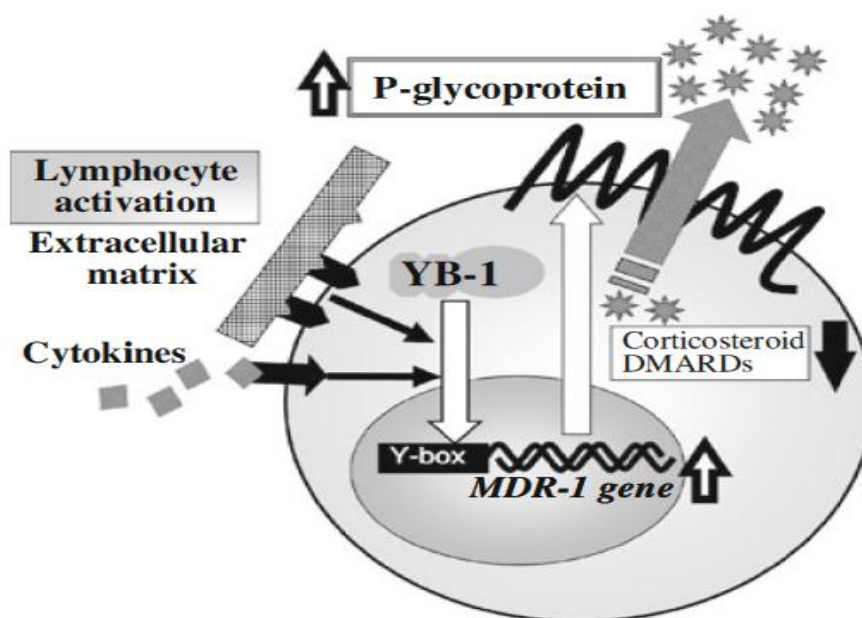 P-glycoprotein
Lymphocyte
activation
Extracellular
matrix
YB-1
Cytokines
Corticosteroid
DMARDs
Y-box
MDR-1 gene